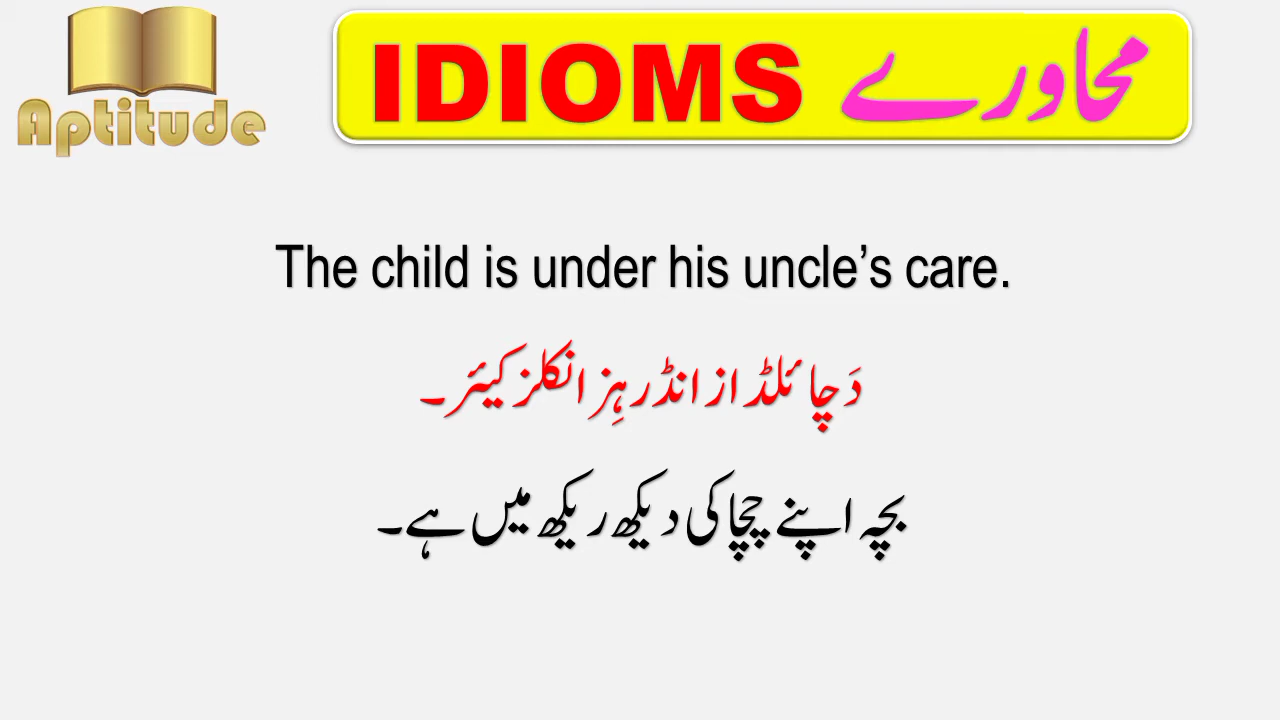 Aptitude
IDIOMS محاورے
The child is under his uncle’s care.
دَ چائلڈ از انڈر ہِز انکلز کیئر۔
بچہ اپنے چچا کی دیکھ ریکھ میں ہے۔